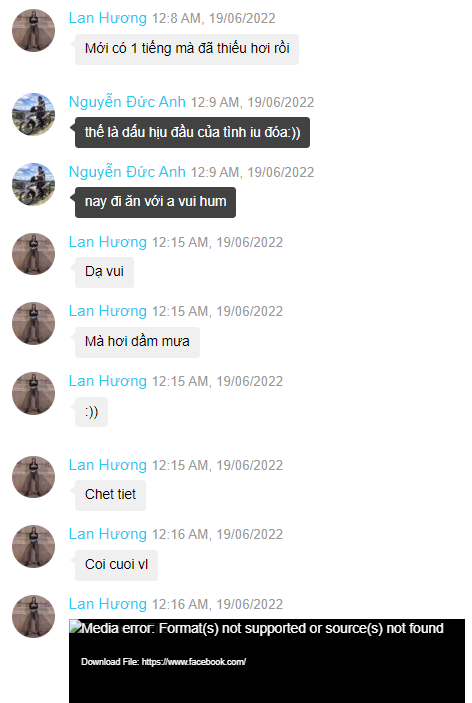 Lan Hương 12:8 AM, 19/06/2022
Mới có 1 tiếng mà đã thiếu hơi rồi
Nguyễn Đức Anh 12:9 AM, 19/06/2022
thế là dấu hịu đầu của tình iu đóa:))
Nguyễn Đức Anh 12:9 AM, 19/06/2022
nay đi ăn với a vui hum
Lan Hương 12:15 AM, 19/06/2022
Dạ vui
Lan Hương 12:15 AM, 19/06/2022
Mà hơi dầm mưa
Lan Hương 12:15 AM, 19/06/2022
:))
Lan Hương 12:15 AM, 19/06/2022
Chet tiet
Lan Hương 12:16 AM, 19/06/2022
Coi cuoi vl
Lan Hương 12:16 AM, 19/06/2022
Media error: Format(s) not supported or source(s) not found
Download File: https://www.facebook.com/